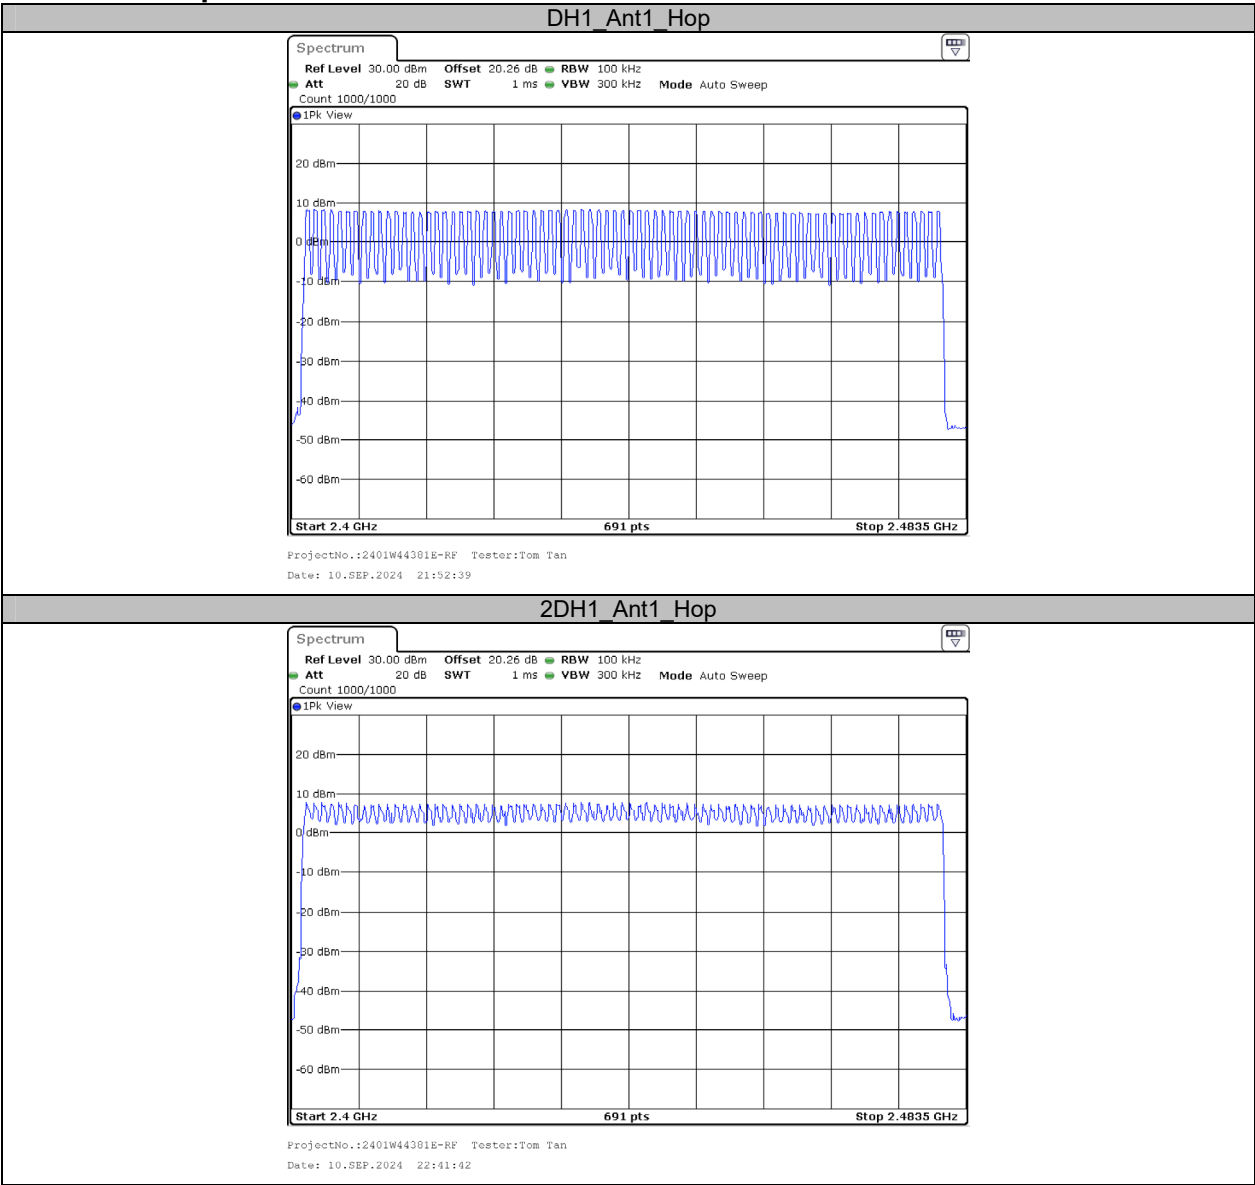 DH1_Ant1_Hop
Spectrum
Ref Level 30.00 dBm Offset 20.26 dB RBW 100 kHz
Att 20 dB SWT 1 ms VBW 300 kHz Mode Auto Sweep
Count 1000/1000
1Pk View
20 dBm
10 dBm
0 dBm
-10 dBm
-20 dBm
-30 dBm
-40 dBm
-50 dBm
-60 dBm
Start 2.4 GHz 691 pts Stop 2.4835 GHz
ProjectNo.:2401W44381E-RF Tester:Tom Tan
Date: 10.SEP.2024 21:52:39
2DH1_Ant1_Hop
Spectrum
Ref Level 30.00 dBm Offset 20.26 dB RBW 100 kHz
Att 20 dB SWT 1 ms VBW 300 kHz Mode Auto Sweep
Count 1000/1000
1Pk View
20 dBm
10 dBm
0 dBm
-10 dBm
-20 dBm
-30 dBm
-40 dBm
-50 dBm
-60 dBm
Start 2.4 GHz 691 pts Stop 2.4835 GHz
ProjectNo.:2401W44381E-RF Tester:Tom Tan
Date: 10.SEP.2024 22:41:42